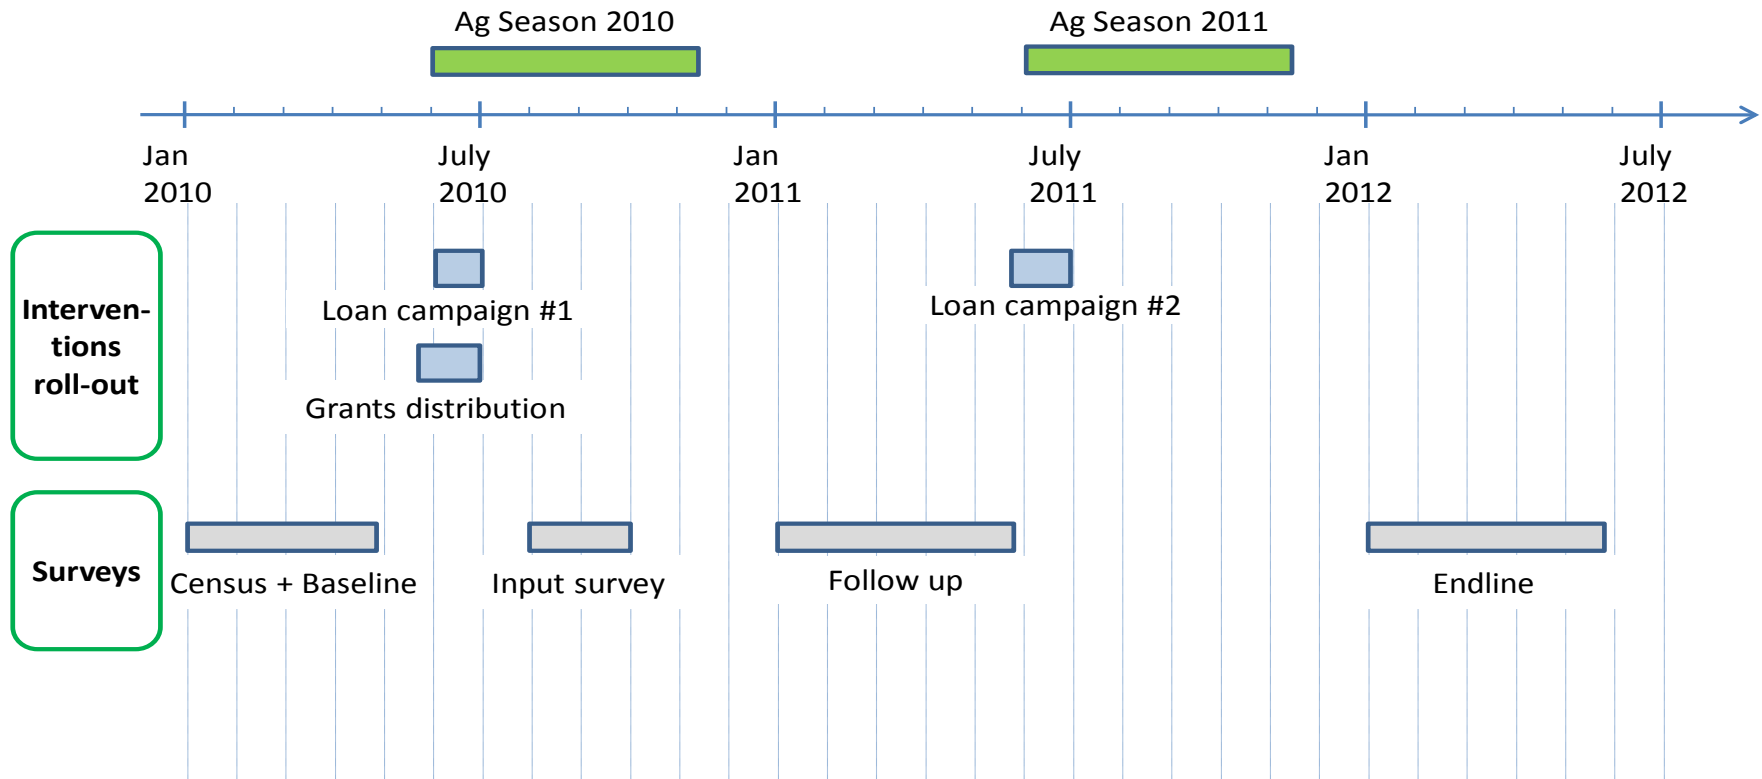 Ag Season 2010
Ag Season 2011
Jan
2010
July
2010
Jan
2011
July
2011
Jan
2012
July
2012
Interven-
tions
roll-out
Loan campaign #1
Loan campaign #2
Grants distribution
Surveys
Census + Baseline
Input survey
Follow up
Endline